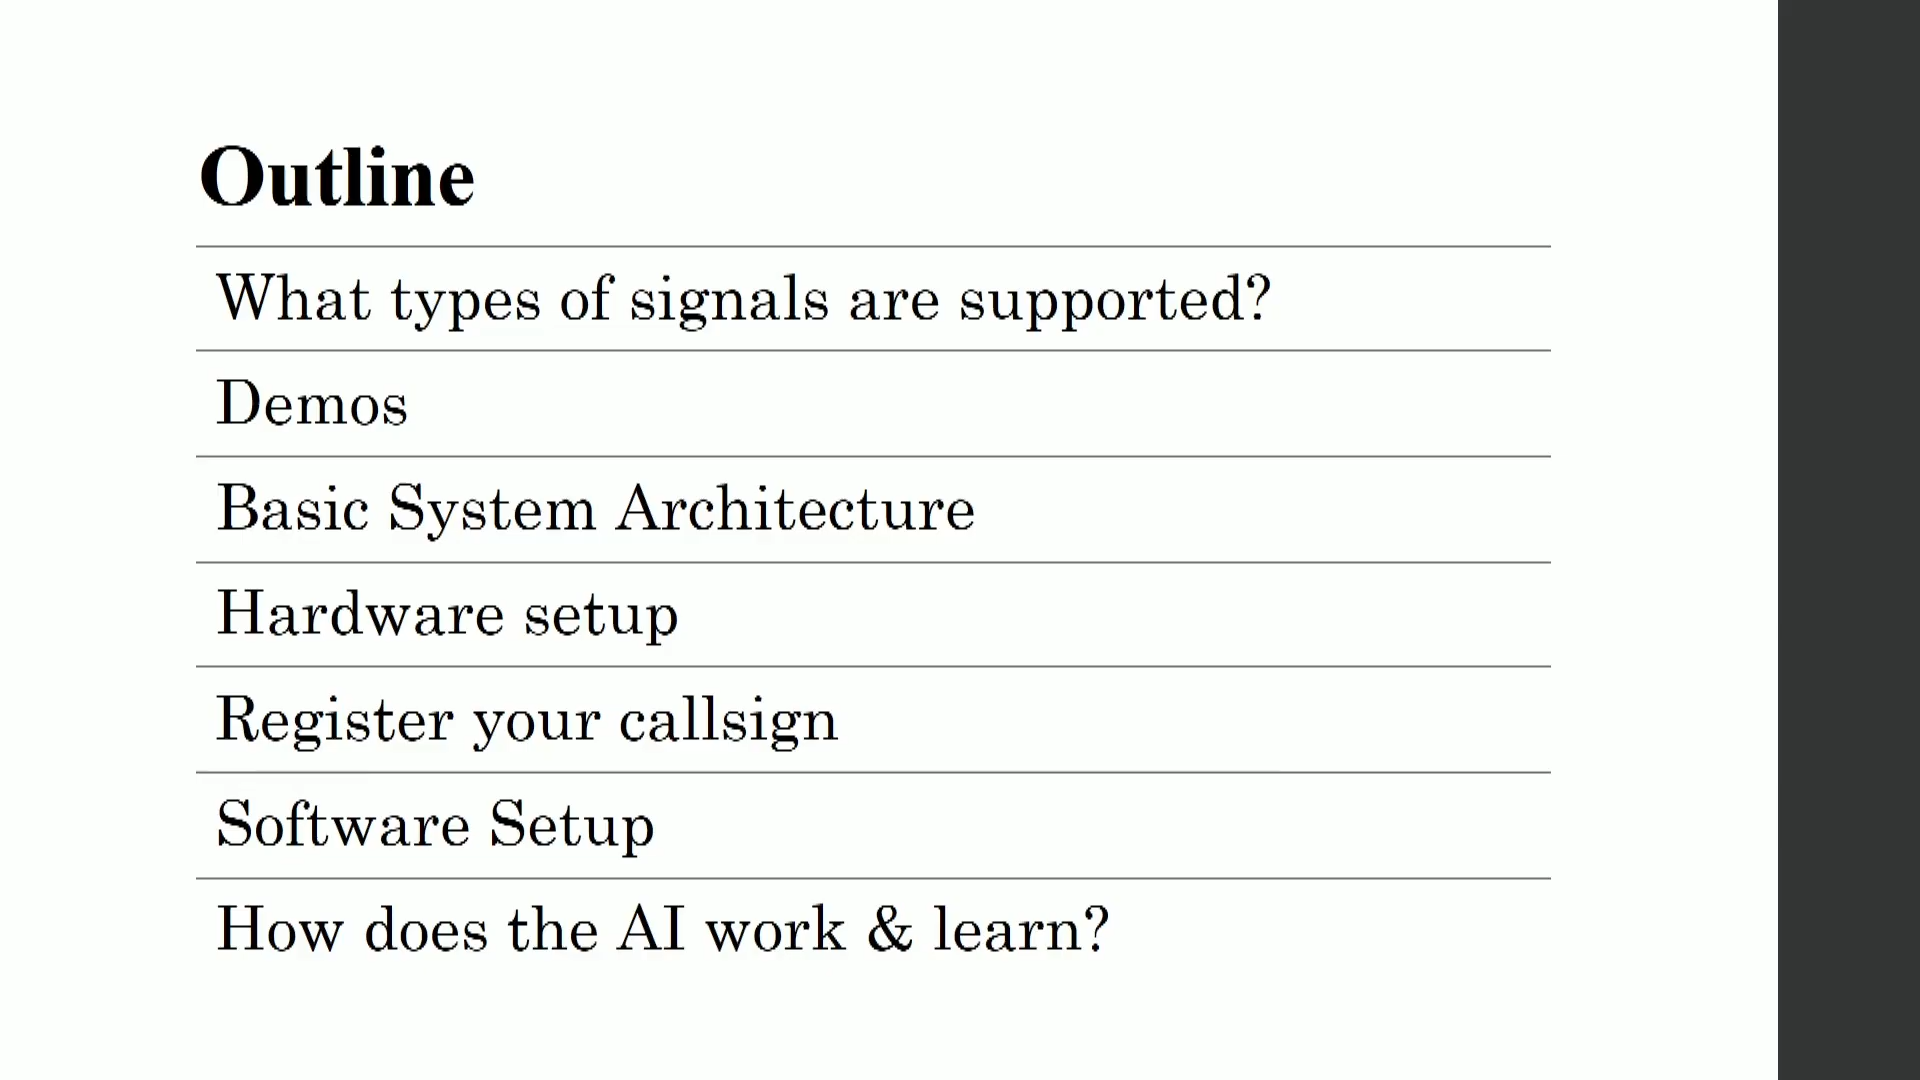 Outline
What types of signals are supported?
Demos
Basic System Architecture
Hardware setup
Register your callsign
Software Setup
How does the AI work & learn?